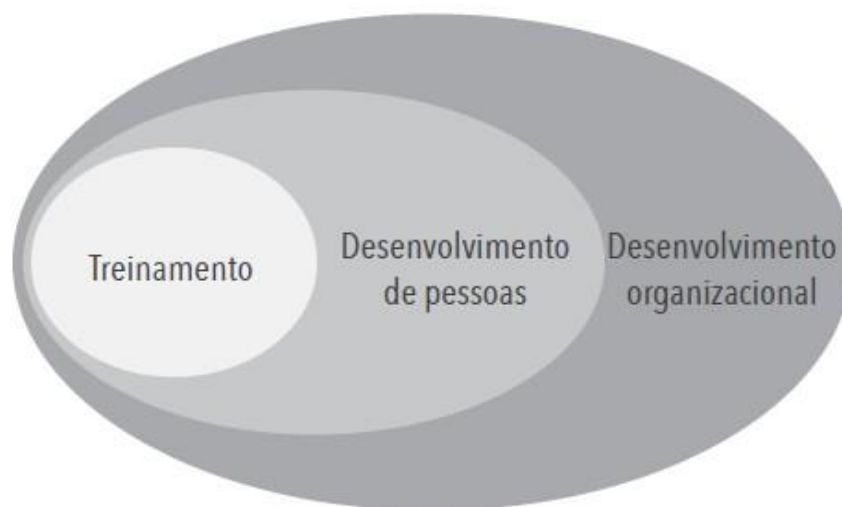 Treinamento
Desenvolvimento
de pessoas
Desenvolvimento
organizacional